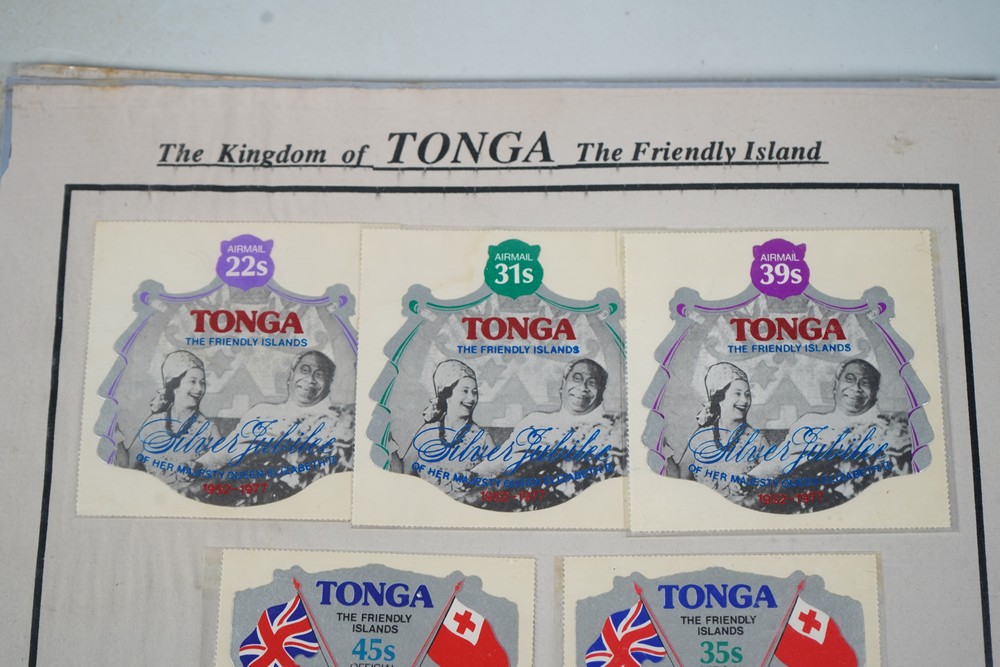 The Kingdom of TONGA The Friendly Island
AIRMAIL
22s
TONGA
THE FRIENDLY ISLANDS
Silver Jubilee
OF HER MAJESTY QUEEN ELIZABETH II
1952-1977
AIRMAIL
31s
TONGA
THE FRIENDLY ISLANDS
Silver Jubilee
OF HER MAJESTY QUEEN ELIZABETH II
1952-1977
AIRMAIL
39s
TONGA
THE FRIENDLY ISLANDS
Silver Jubilee
OF HER MAJESTY QUEEN ELIZABETH II
1952-1977
TONGA
THE FRIENDLY
ISLANDS
45s
OFFICIAL
TONGA
THE FRIENDLY
ISLANDS
35s